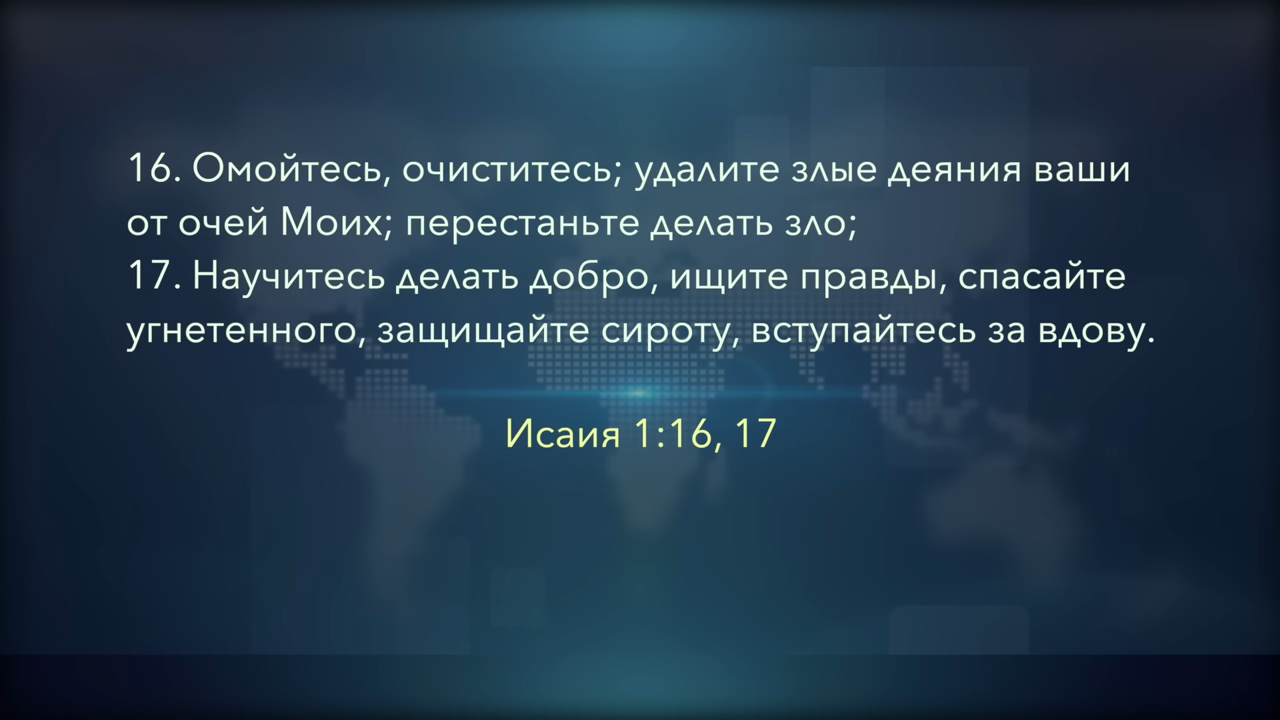 16. Омойтесь, очиститесь; удалите злые деяния ваши
от очей Моих; перестаньте делать зло;
17. Научитесь делать добро, ищите правды, спасайте
угнетенного, защищайте сироту, вступайтесь за вдову.
Исаия 1:16, 17